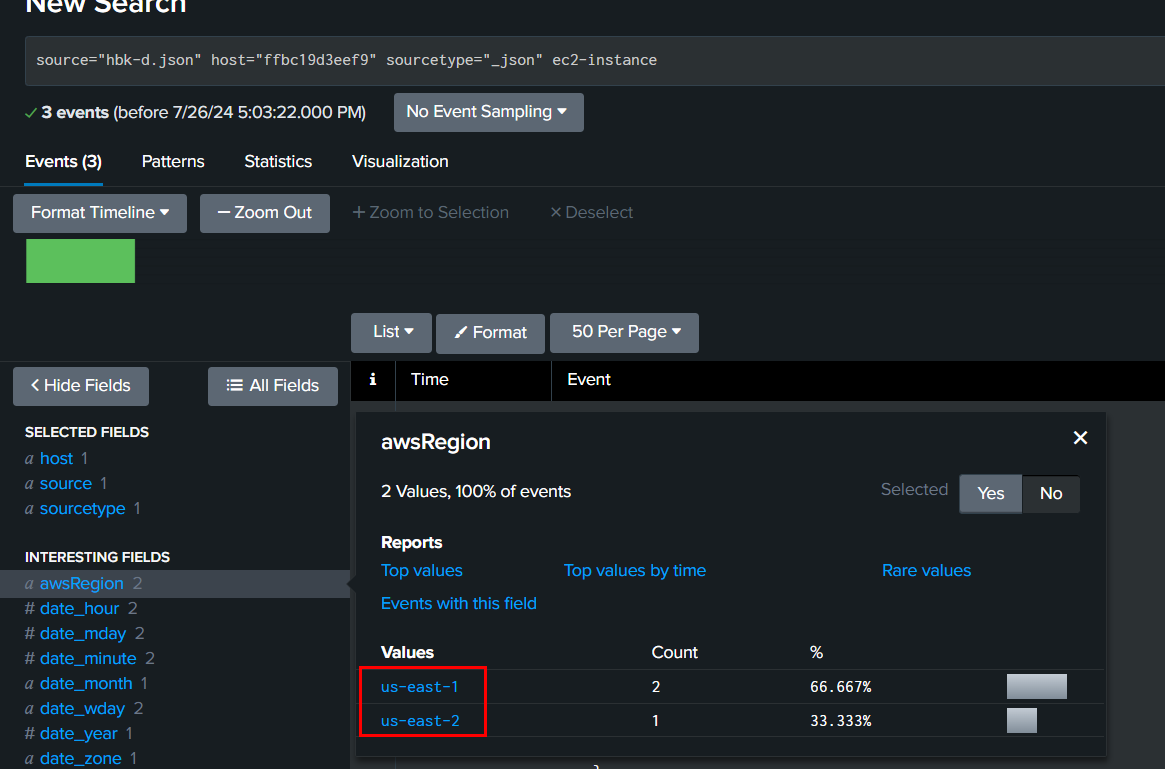 New Search
source="hbk-d.json" host="ffbc19d3eef9" sourcetype="_json" ec2-instance
3 events (before 7/26/24 5:03:22.000 PM) No Event Sampling
Events (3) Patterns Statistics Visualization
Format Timeline — Zoom Out + Zoom to Selection × Deselect
List Format 50 Per Page
< Hide Fields All Fields i Time Event
SELECTED FIELDS
a host 1
a source 1
a sourcetype 1
INTERESTING FIELDS
a awsRegion 2
# date_hour 2
# date_mday 2
# date_minute 2
a date_month 1
a date_wday 2
# date_year 1
a date_zone 1
awsRegion
2 Values, 100% of events Selected Yes No
Reports
Top values Top values by time Rare values
Events with this field
Values Count %
us-east-1 2 66.667%
us-east-2 1 33.333%